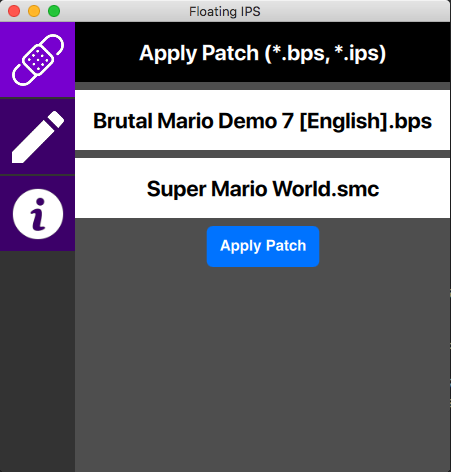 Floating IPS
Apply Patch (*.bps, *.ips)
Brutal Mario Demo 7 [English].bps
Super Mario World.smc
Apply Patch